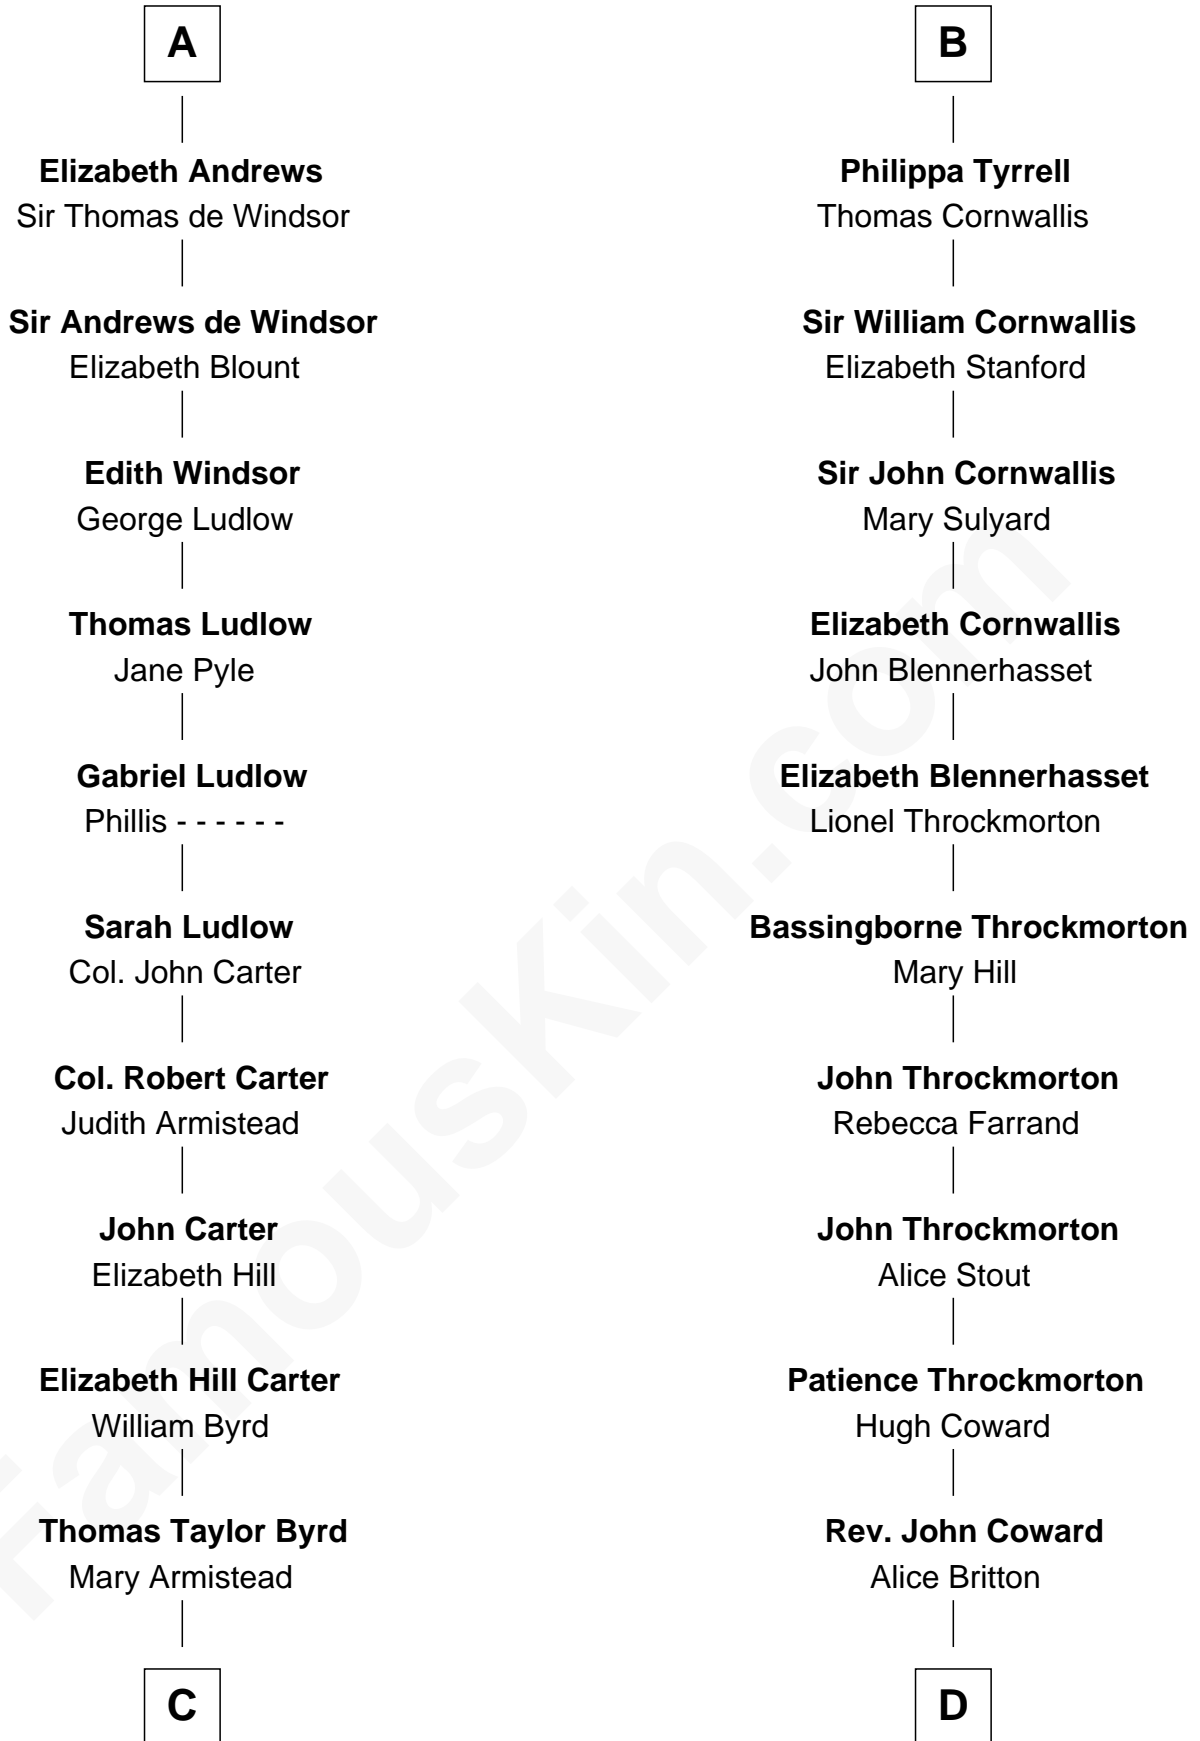 A
Elizabeth Andrews
Sir Thomas de Windsor
Sir Andrews de Windsor
Elizabeth Blount
Edith Windsor
George Ludlow
Thomas Ludlow
Jane Pyle
Gabriel Ludlow
Phillis - - - - - -
Sarah Ludlow
Col. John Carter
Col. Robert Carter
Judith Armistead
John Carter
Elizabeth Hill
Elizabeth Hill Carter
William Byrd
Thomas Taylor Byrd
Mary Armistead
C
B
Philippa Tyrrell
Thomas Cornwallis
Sir William Cornwallis
Elizabeth Stanford
Sir John Cornwallis
Mary Sulyard
Elizabeth Cornwallis
John Blennerhasset
Elizabeth Blennerhasset
Lionel Throckmorton
Bassingborne Throckmorton
Mary Hill
John Throckmorton
Rebecca Farrand
John Throckmorton
Alice Stout
Patience Throckmorton
Hugh Coward
Rev. John Coward
Alice Britton
D
FamousKin.com